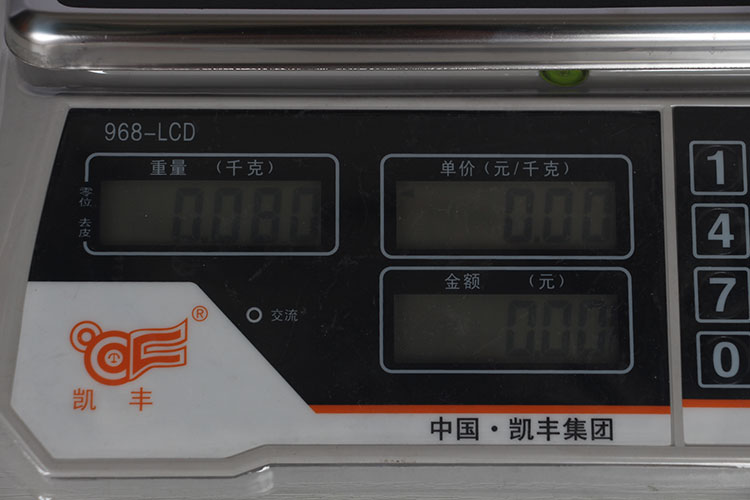 968-LCD
重量 (千克)
零位
去皮
0.080
单价(元/千克)
0.00
金额 (元)
0.00
交流
®
凯丰
中国·凯丰集团
1
4
7
0